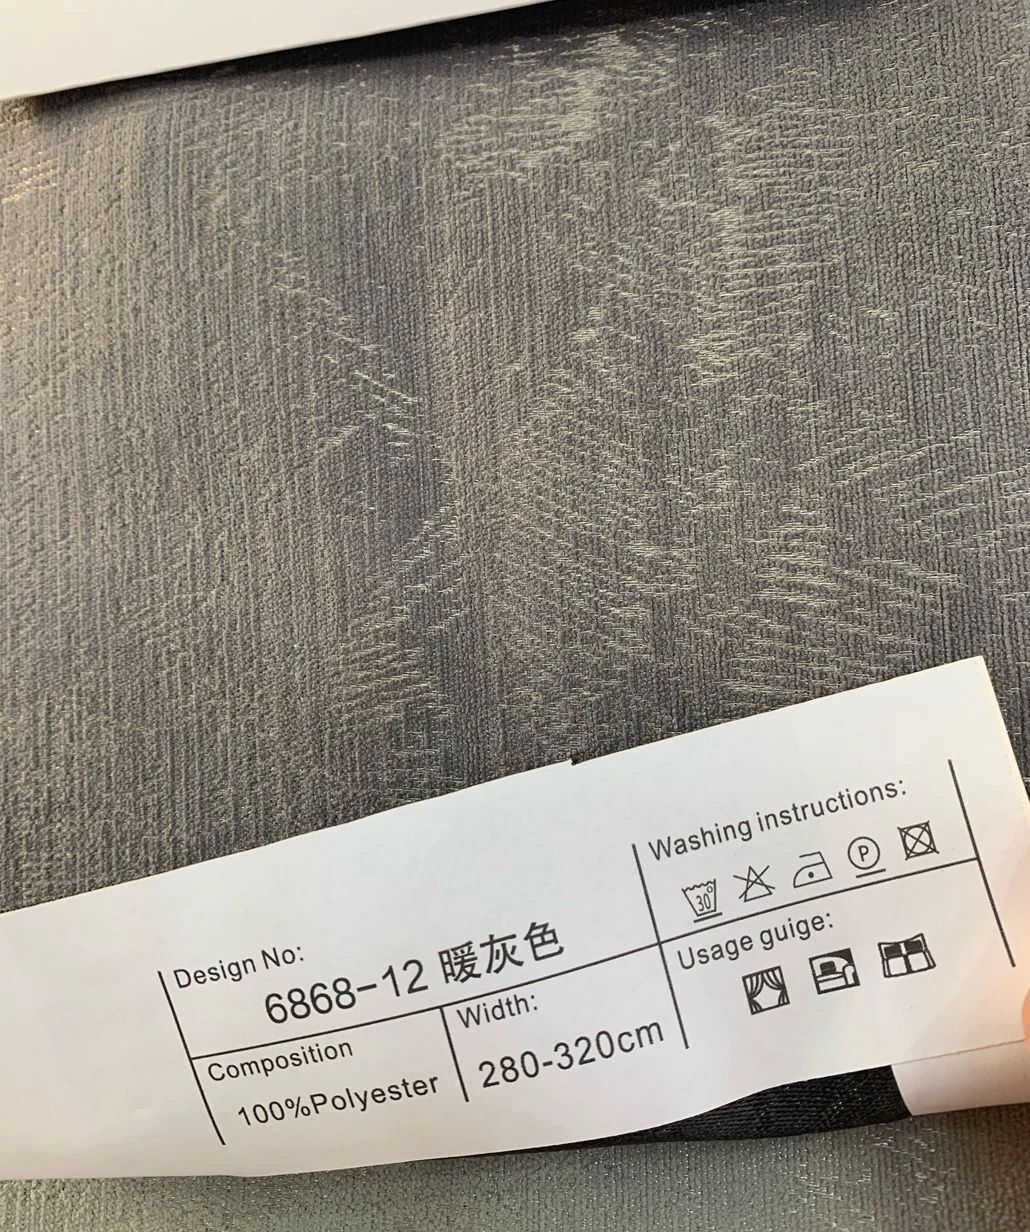 Design No:
6868-12 暖灰色
Composition
100%Polyester
Width:
280-320cm
Washing instructions:
30°
P
Usage guige: